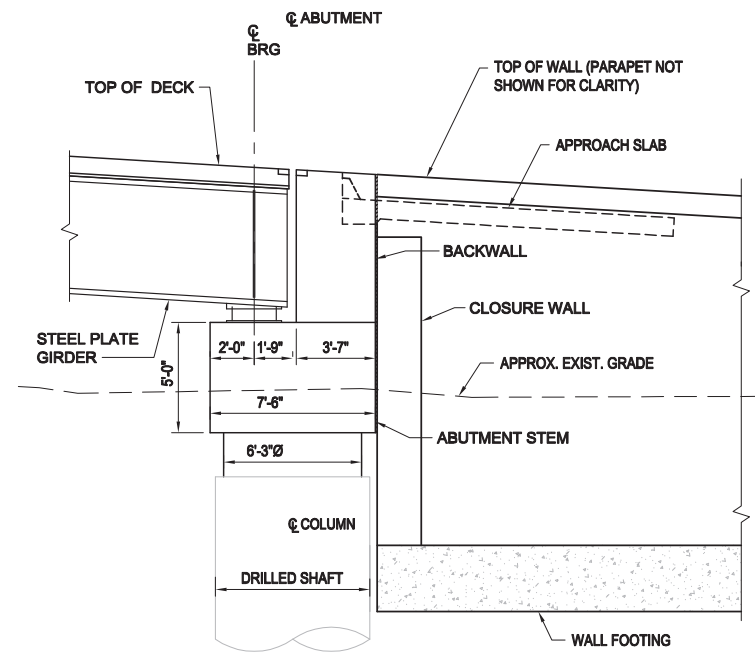 ℄ ABUTMENT
℄
BRG
TOP OF DECK
TOP OF WALL (PARAPET NOT
SHOWN FOR CLARITY)
APPROACH SLAB
BACKWALL
CLOSURE WALL
STEEL PLATE
GIRDER
2'-0"
1'-9"
3'-7"
5'-0"
APPROX. EXIST. GRADE
7'-6"
ABUTMENT STEM
6'-3"Ø
℄ COLUMN
DRILLED SHAFT
WALL FOOTING